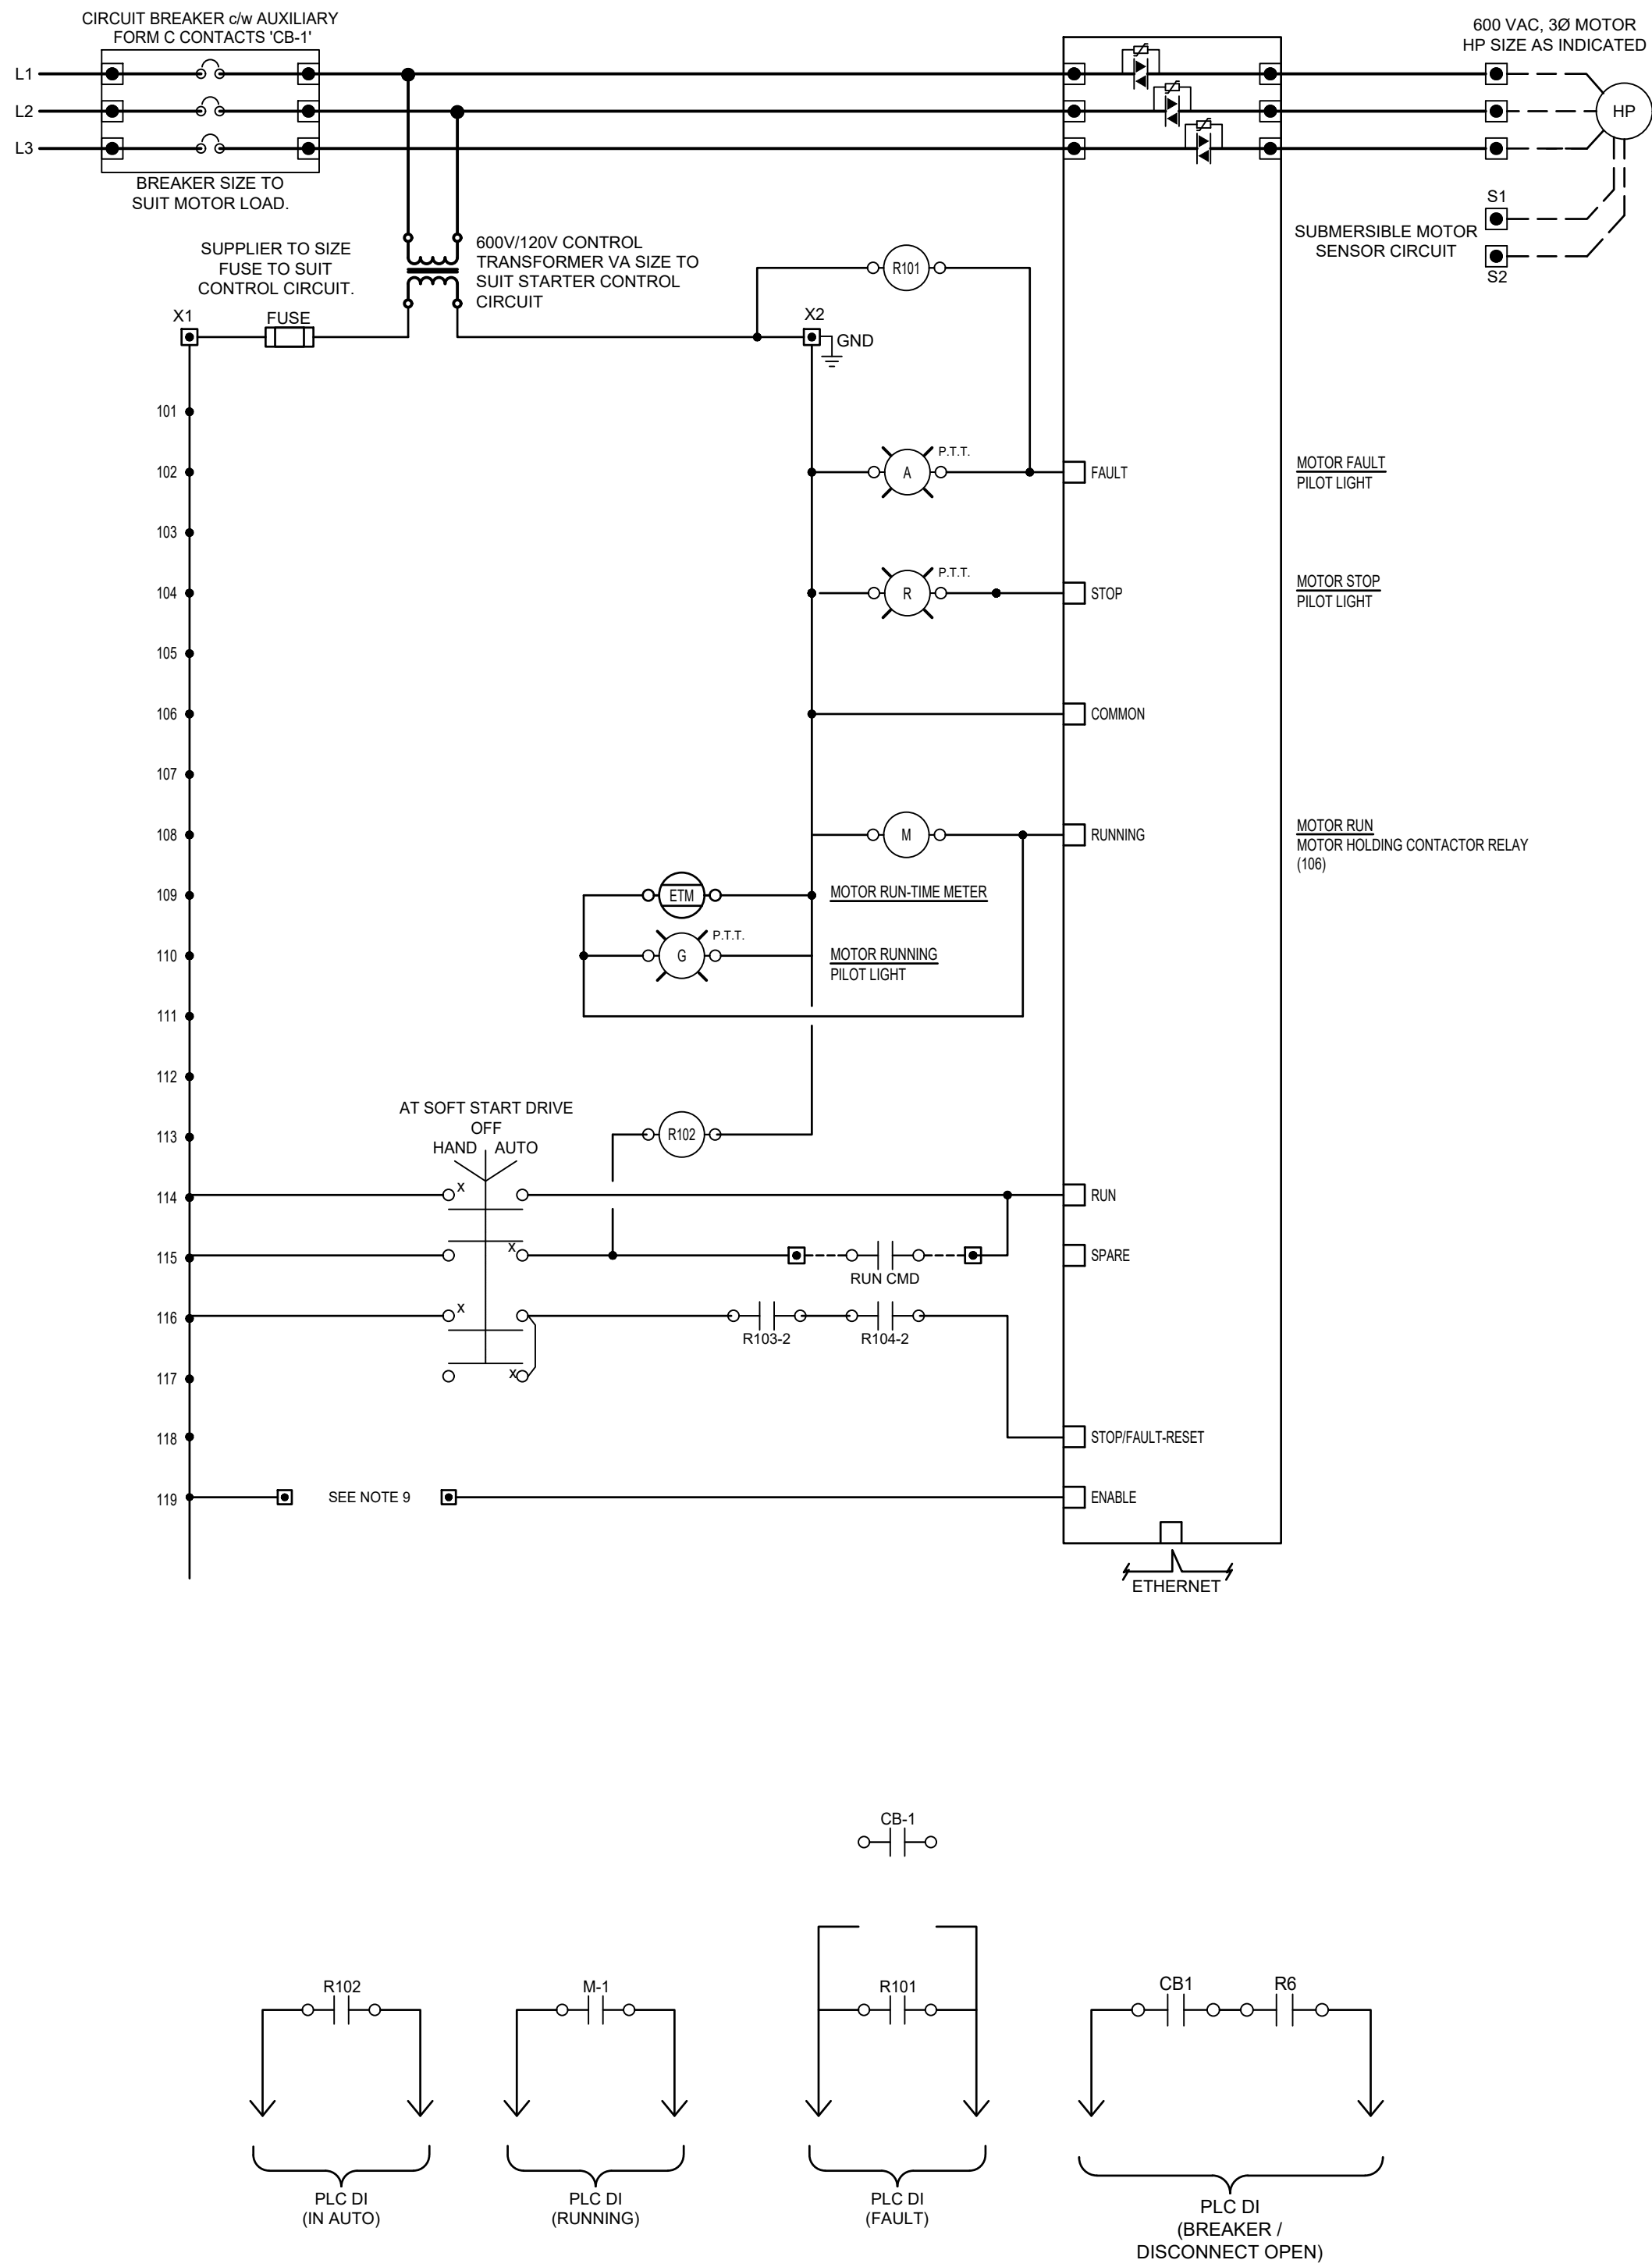 CIRCUIT BREAKER c/w AUXILIARY
FORM C CONTACTS 'CB-1'
600 VAC, 3Ø MOTOR
HP SIZE AS INDICATED
L1
L2
L3
HP
BREAKER SIZE TO
SUIT MOTOR LOAD.
S1
SUBMERSIBLE MOTOR
SENSOR CIRCUIT
S2
SUPPLIER TO SIZE
FUSE TO SUIT
CONTROL CIRCUIT.
600V/120V CONTROL
TRANSFORMER VA SIZE TO
SUIT STARTER CONTROL
CIRCUIT
R101
X1
FUSE
X2
GND
101
102
A
P.T.T.
FAULT
MOTOR FAULT
PILOT LIGHT
103
104
R
P.T.T.
STOP
MOTOR STOP
PILOT LIGHT
105
106
COMMON
107
108
M
RUNNING
MOTOR RUN
MOTOR HOLDING CONTACTOR RELAY
(106)
109
ETM
MOTOR RUN-TIME METER
110
G
P.T.T.
MOTOR RUNNING
PILOT LIGHT
111
112
AT SOFT START DRIVE
OFF
HAND AUTO
113
R102
114
x
RUN
115
x
RUN CMD
SPARE
116
x
R103-2
R104-2
117
x
118
STOP/FAULT-RESET
119
SEE NOTE 9
ENABLE
ETHERNET
CB-1
R102
M-1
R101
CB1
R6
PLC DI
(IN AUTO)
PLC DI
(RUNNING)
PLC DI
(FAULT)
PLC DI
(BREAKER /
DISCONNECT OPEN)